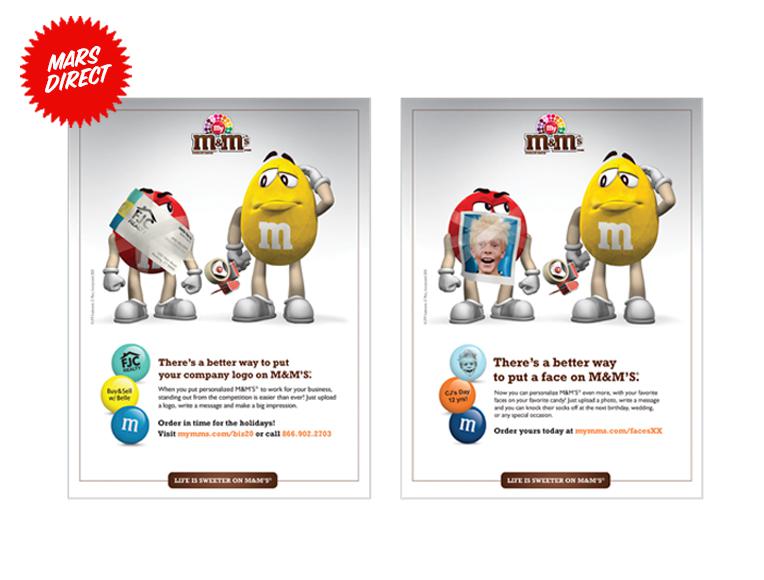 MARS
DIRECT
My
m&m's
m
FJC
REALTY
There's a better way to put
your company logo on M&M'S®.
FJC
REALTY
Buy&Sell
w/ Belle
m
When you put personalized M&M'S® to work for your business,
standing out from the competition is easier than ever! Just upload
a logo, write a message and make a big impression.
Order in time for the holidays!
Visit mymms.com/biz20 or call 866.902.2703
LIFE IS SWEETER ON M&M'S®
My
m&m's
m
There's a better way
to put a face on M&M'S®.
CJ's Day
12 yrs!
m
Now you can personalize M&M'S® even more, with your favorite
faces on your favorite candy! Just upload a photo, write a message
and you can knock their socks off at the next birthday, wedding,
or any special occasion.
Order yours today at mymms.com/facesXX
LIFE IS SWEETER ON M&M'S®